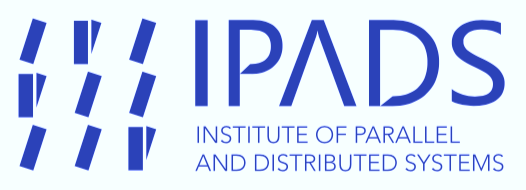 IPADS
INSTITUTE OF PARALLEL
AND DISTRIBUTED SYSTEMS